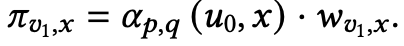 π_{v_1,x} = α_{p,q} (u_0, x) · w_{v_1,x}.